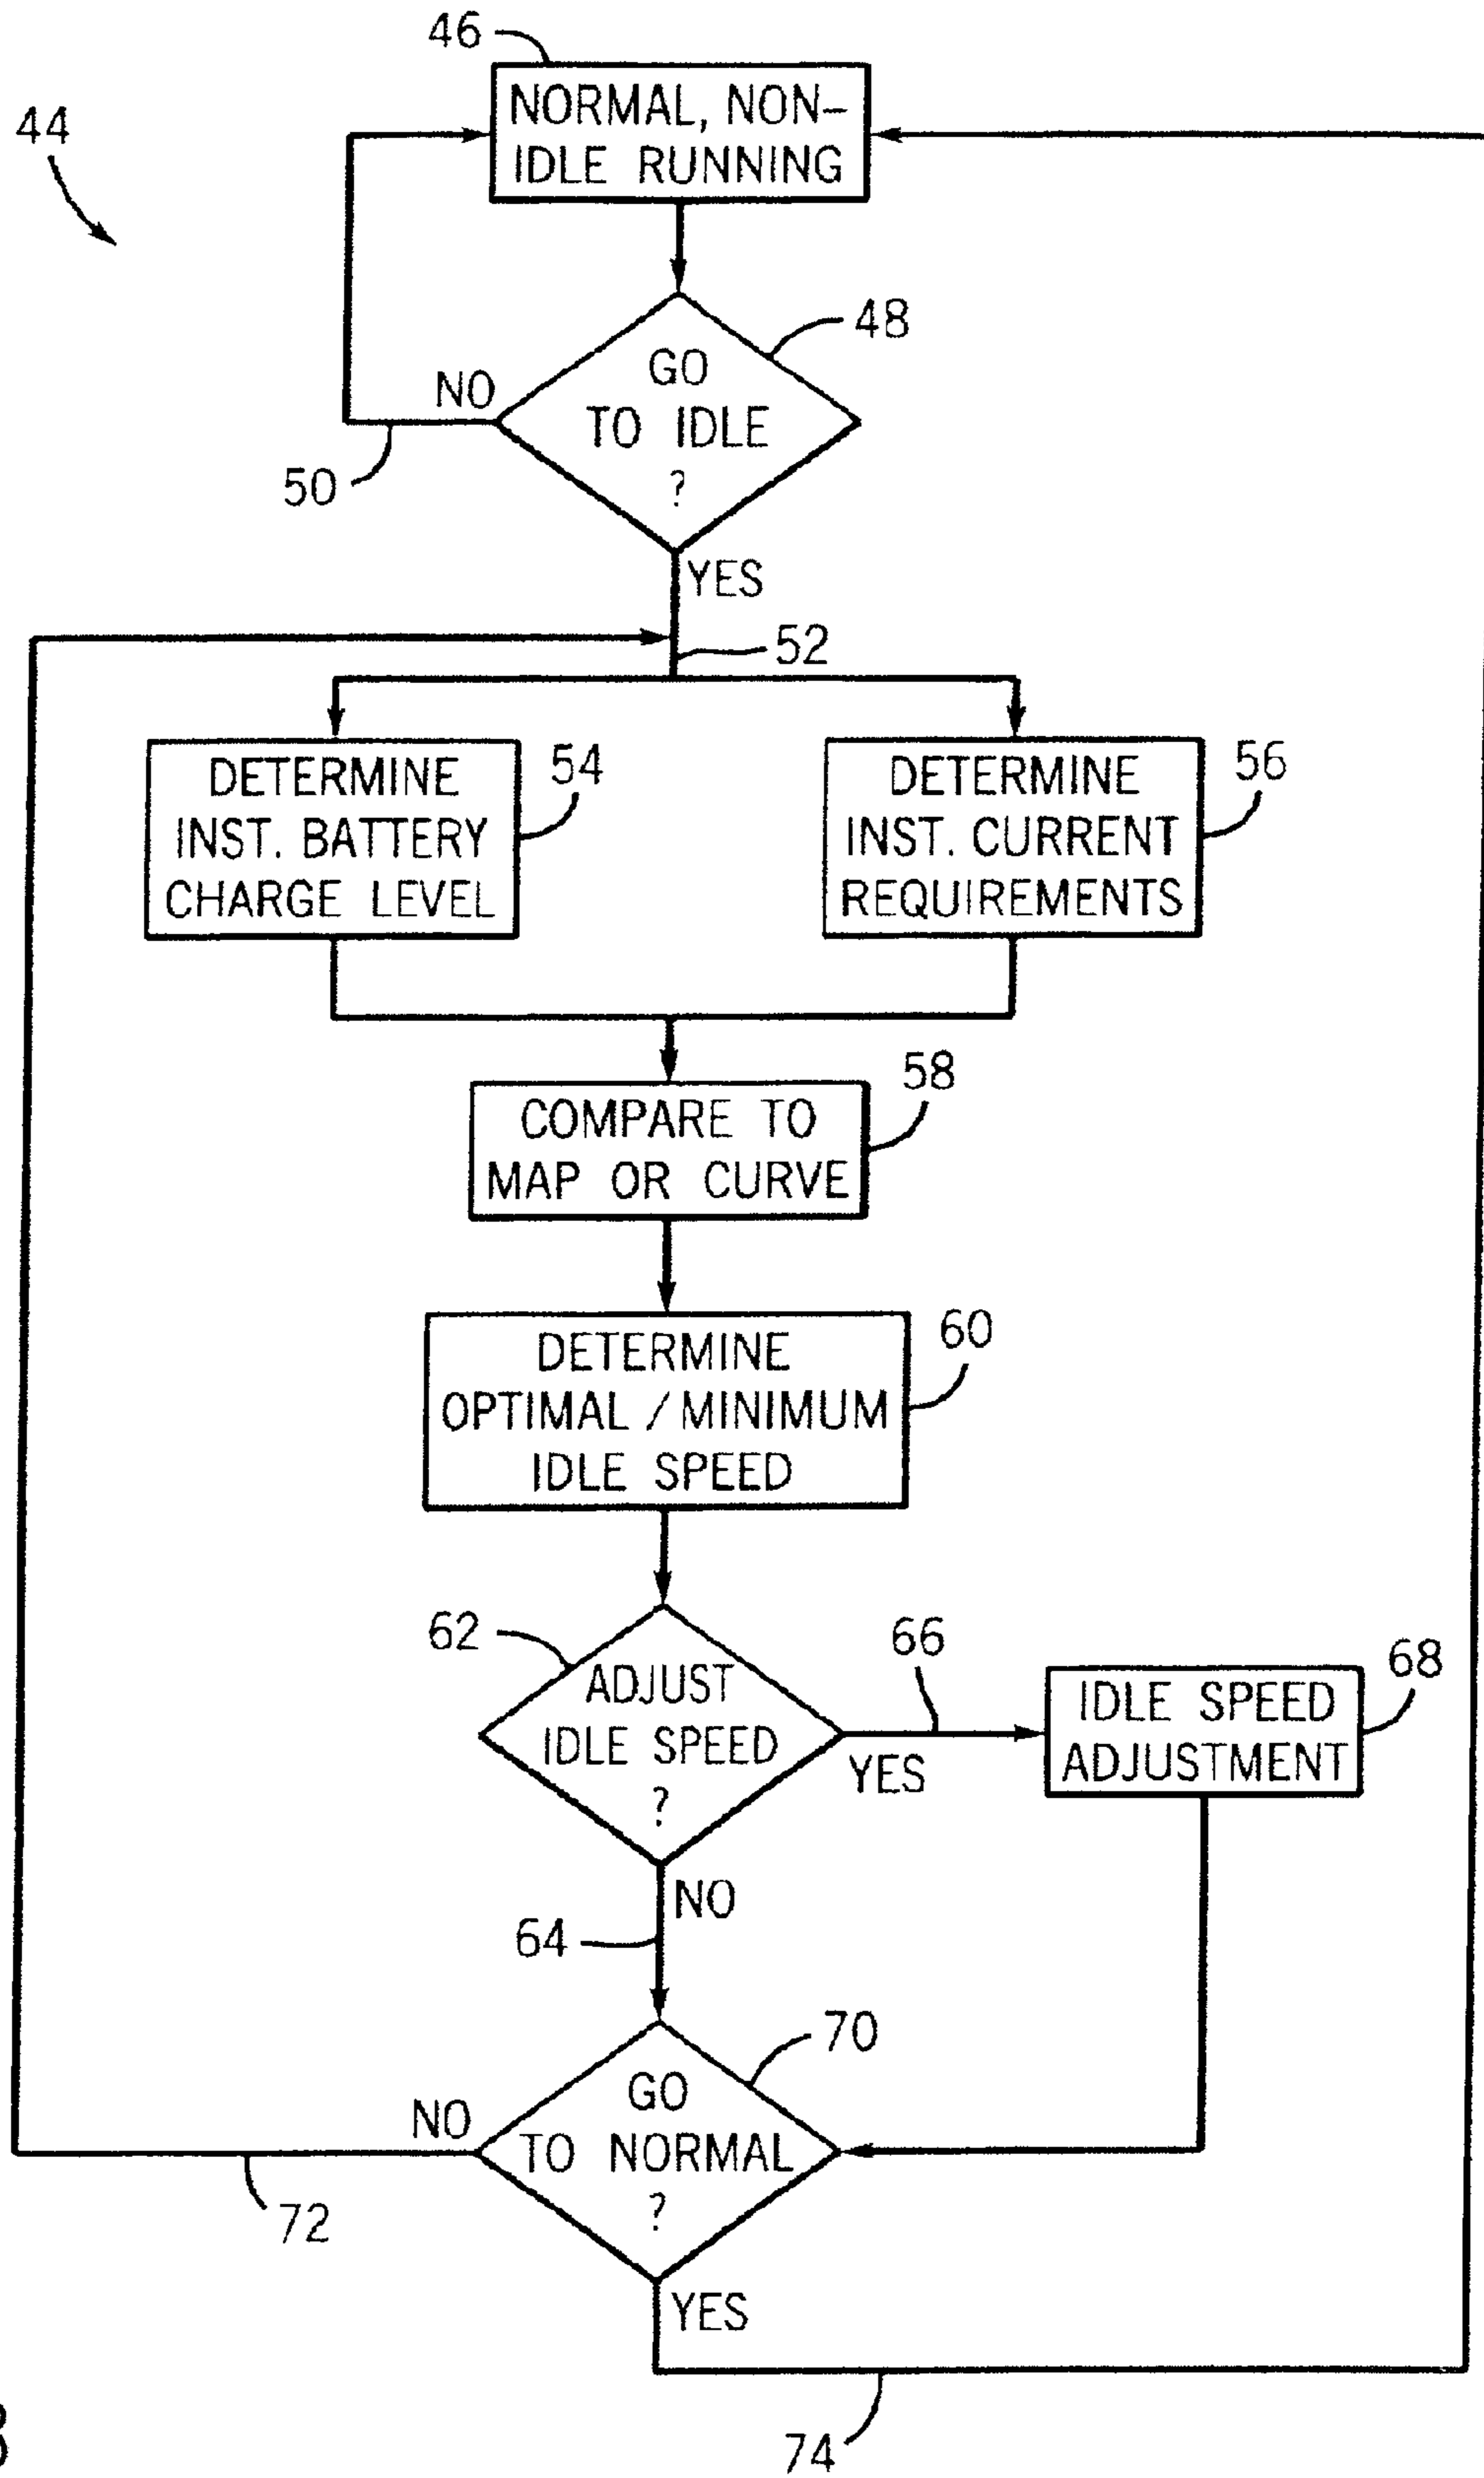 46
NORMAL, NON-
IDLE RUNNING
44
48
GO
TO IDLE
?
NO
50
YES
52
DETERMINE
INST. BATTERY
CHARGE LEVEL
54
DETERMINE
INST. CURRENT
REQUIREMENTS
56
COMPARE TO
MAP OR CURVE
58
DETERMINE
OPTIMAL / MINIMUM
IDLE SPEED
60
62
ADJUST
IDLE SPEED
?
66
YES
IDLE SPEED
ADJUSTMENT
68
NO
64
70
GO
TO NORMAL
?
NO
72
YES
74